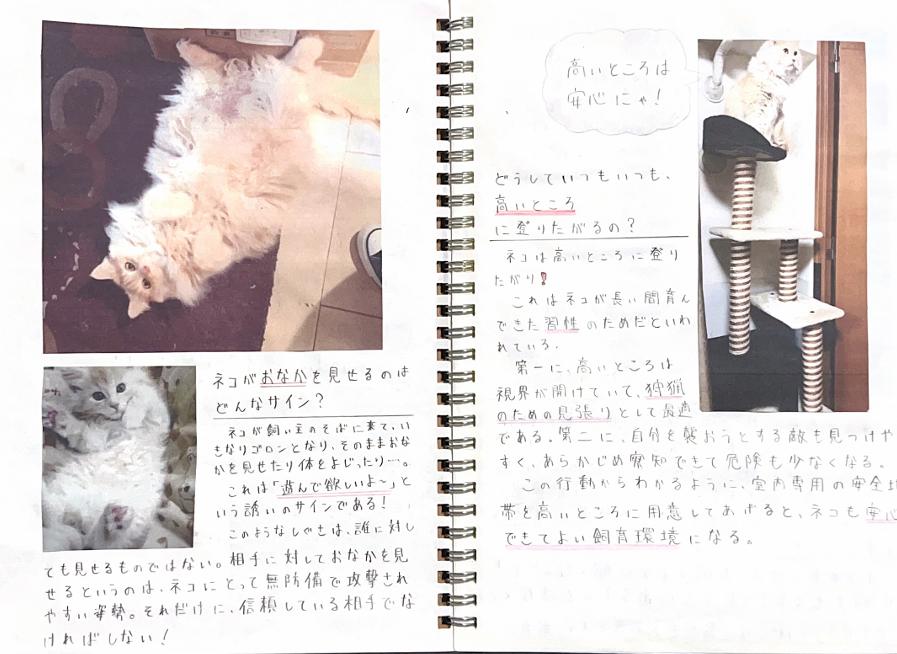 ネコがおなかを見せるのは
どんなサイン？
ネコが飼い主のそばに来て、い
きなりゴロンとなり、そのままおな
かを見せたり体をよじったり…。
これは「遊んで欲しいよ〜」と
いう誘いのサインである！
このようなしぐさは、誰に対し
ても見せるものではない。相手に対しておなかを見
せるというのは、ネコにとって無防備で攻撃され
やすい姿勢。それだけに、信頼している相手でな
ければしない！
高いところは
安心にゃ！
どうしていつもいつも、
高いところ
に登りたがるの？
ネコは高いところに登り
たがり！
これはネコが長い間育ん
できた習性のためだといわ
れている。
第一に、高いところは
視界が開けていて、狩猟
のための見張りとして最適
である。第二に、自分を襲おうとする敵も見つけや
すく、あらかじめ察知できて危険も少なくなる。
この行動からわかるように、室内専用の安全地
帯を高いところに用意してあげると、ネコも安心
できてよい飼育環境になる。